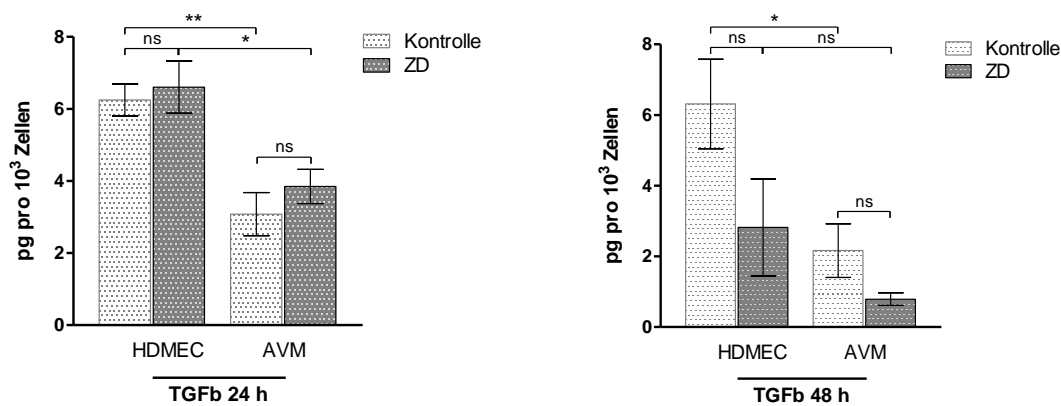 **
ns
*
Kontrolle
ZD
8
6
4
2
0
pg pro 10³ Zellen
ns
HDMEC
AVM
TGFb 24 h
*
ns
ns
Kontrolle
ZD
8
6
4
2
0
pg pro 10³ Zellen
ns
HDMEC
AVM
TGFb 48 h